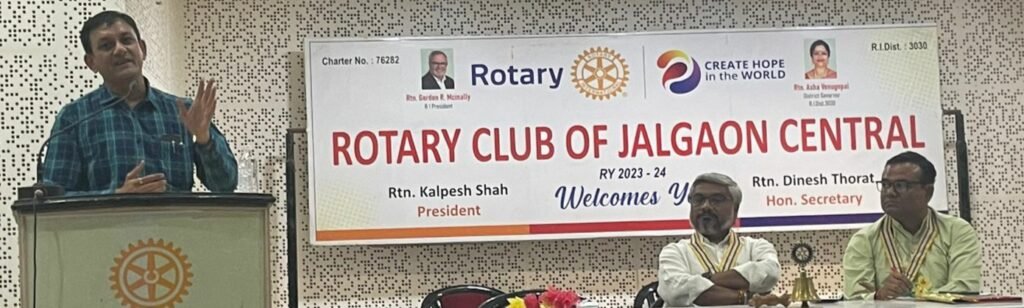 Charter No : 76282
R.I.Dist. : 3030
Rotary
CREATE HOPE
in the WORLD
Rtn. Gordon R. Mcinally
R I President
Rtn. Asha Venugopal
District Governor
R.I.Dist.3030
ROTARY CLUB OF JALGAON CENTRAL
RY 2023 - 24
Rtn. Kalpesh Shah
President
Welcomes
Rtn. Dinesh Thorat
Hon. Secretary